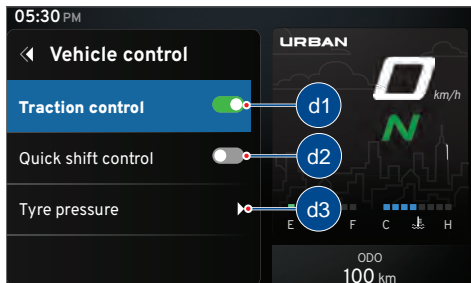 05:30 PM
Vehicle control
Traction control
d1
Quick shift control
d2
Tyre pressure
d3
URBAN
0 km/h
N
E F C H
ODO
100 km